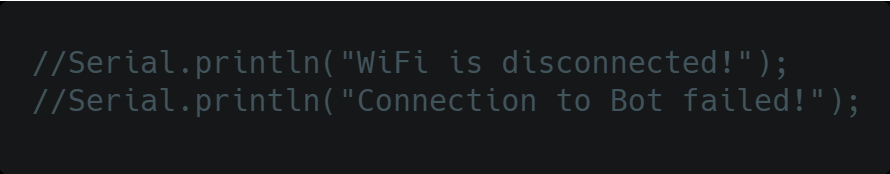 //Serial.println("WiFi is disconnected!");
//Serial.println("Connection to Bot failed!");